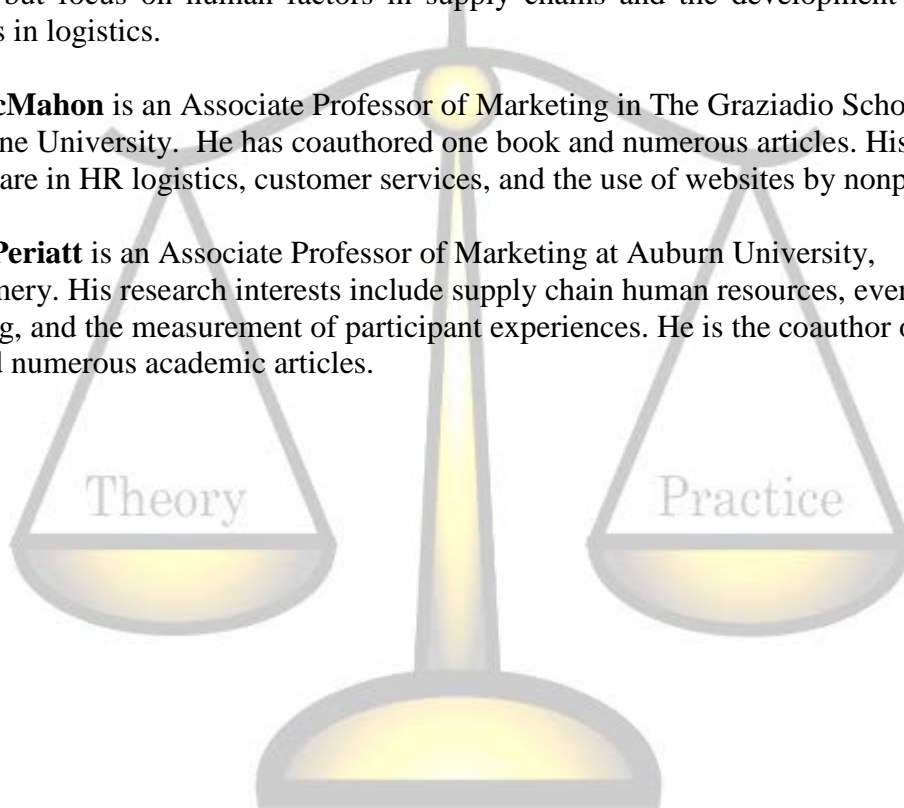 but focus on human factors in supply chains and the development
s in logistics.
cMahon is an Associate Professor of Marketing in The Graziadio Scho
ne University.  He has coauthored one book and numerous articles. His
are in HR logistics, customer services, and the use of websites by nonp
Periatt is an Associate Professor of Marketing at Auburn University,
nery. His research interests include supply chain human resources, even
g, and the measurement of participant experiences. He is the coauthor o
d numerous academic articles.
Theory
Practice